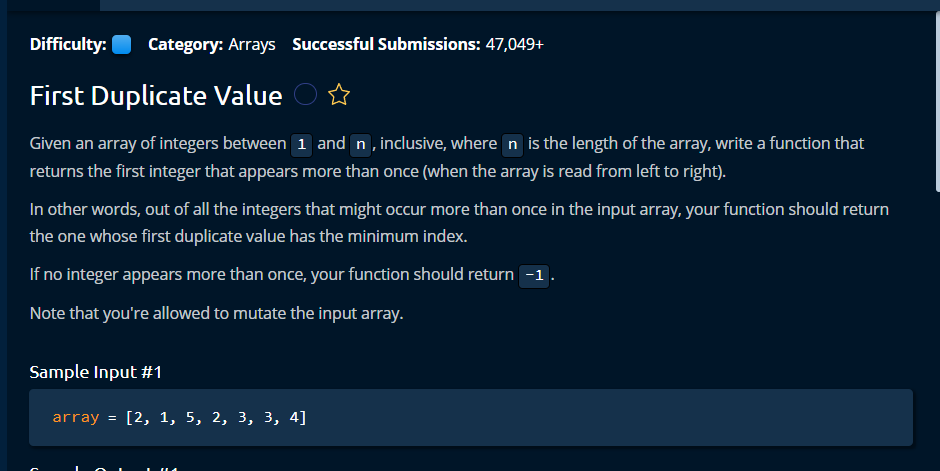 Difficulty: Category: Arrays Successful Submissions: 47,049+
First Duplicate Value
Given an array of integers between 1 and n, inclusive, where n is the length of the array, write a function that
returns the first integer that appears more than once (when the array is read from left to right).
In other words, out of all the integers that might occur more than once in the input array, your function should return
the one whose first duplicate value has the minimum index.
If no integer appears more than once, your function should return -1.
Note that you're allowed to mutate the input array.
Sample Input #1
array = [2, 1, 5, 2, 3, 3, 4]